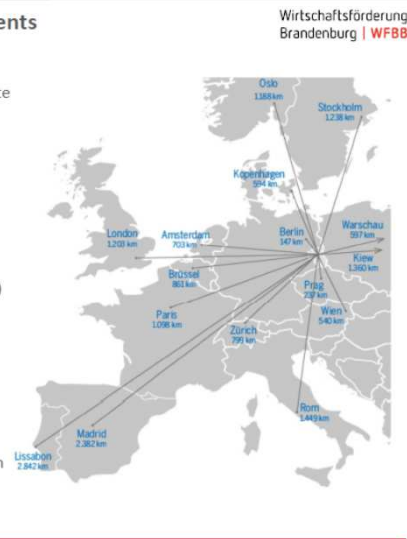 ents
Wirtschaftsförderung
Brandenburg | WFBB
te
Oslo
1.188 km
Stockholm
1.238 km
Kopenhagen
594 km
London
1.203 km
Amsterdam
703 km
Berlin
147 km
Warschau
597 km
Kiew
1.360 km
Brüssel
861 km
Prag
237 km
Paris
1.098 km
Wien
540 km
Zürich
799 km
)
Rom
1.449 km
Madrid
2.382 km
Lissabon
2.842 km
n